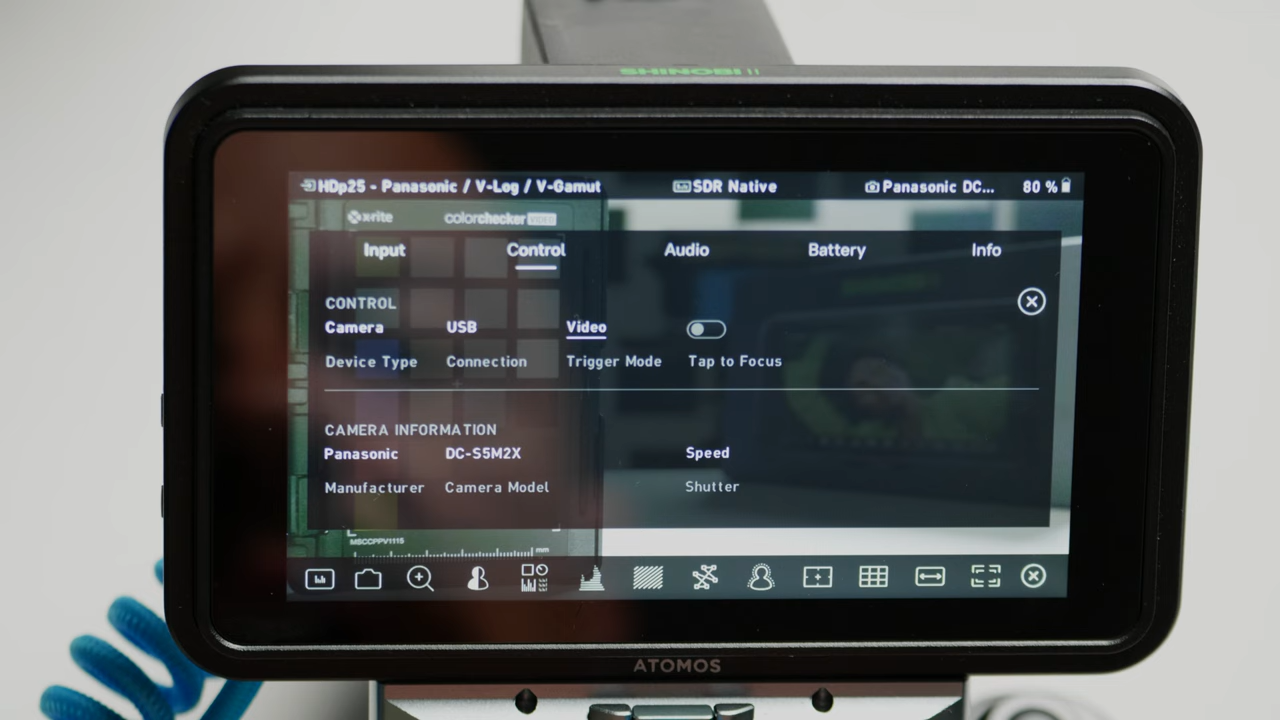 SHINOBI II
HDp25 - Panasonic / V-Log / V-Gamut SDR Native Panasonic DC... 80 %
x-rite colorchecker VIDEO
Input Control Audio Battery Info
CONTROL
Camera USB Video
Device Type Connection Trigger Mode Tap to Focus
CAMERA INFORMATION
Panasonic DC-S5M2X Speed
Manufacturer Camera Model Shutter
MSCCPPV1115
mm
ATOMOS